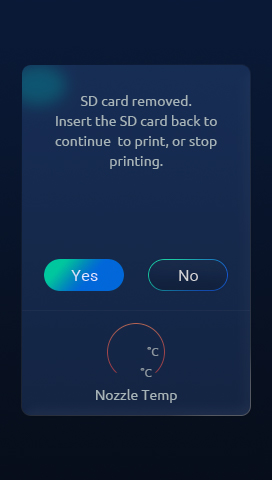 SD card removed.
Insert the SD card back to
continue  to print, or stop
printing.
Yes
No
°C
°C
Nozzle Temp